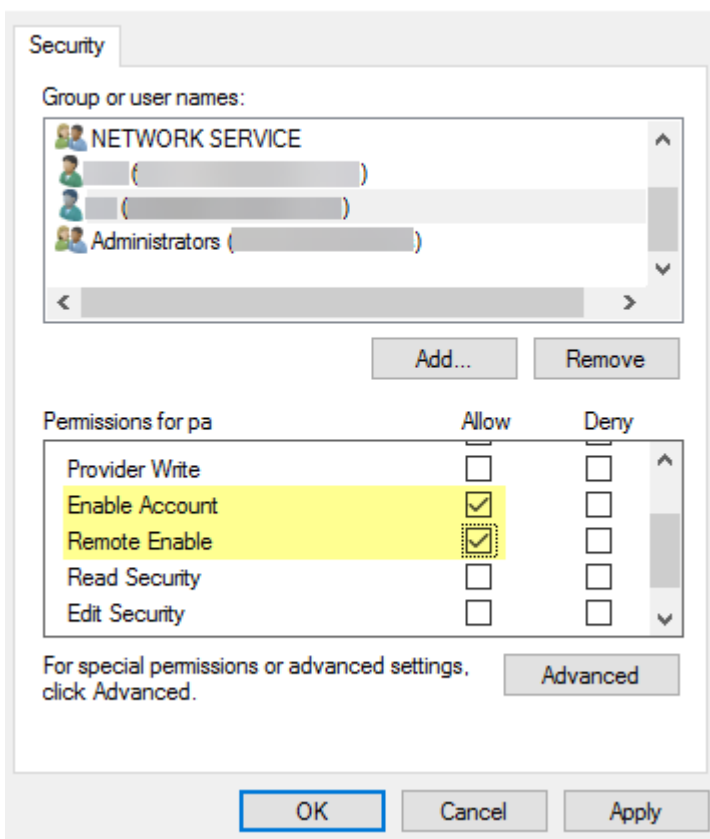 Security
Group or user names:
NETWORK SERVICE
( )
( )
Administrators ( )
Add... Remove
Permissions for pa Allow Deny
Provider Write
Enable Account
Remote Enable
Read Security
Edit Security
For special permissions or advanced settings, Advanced
click Advanced.
OK Cancel Apply